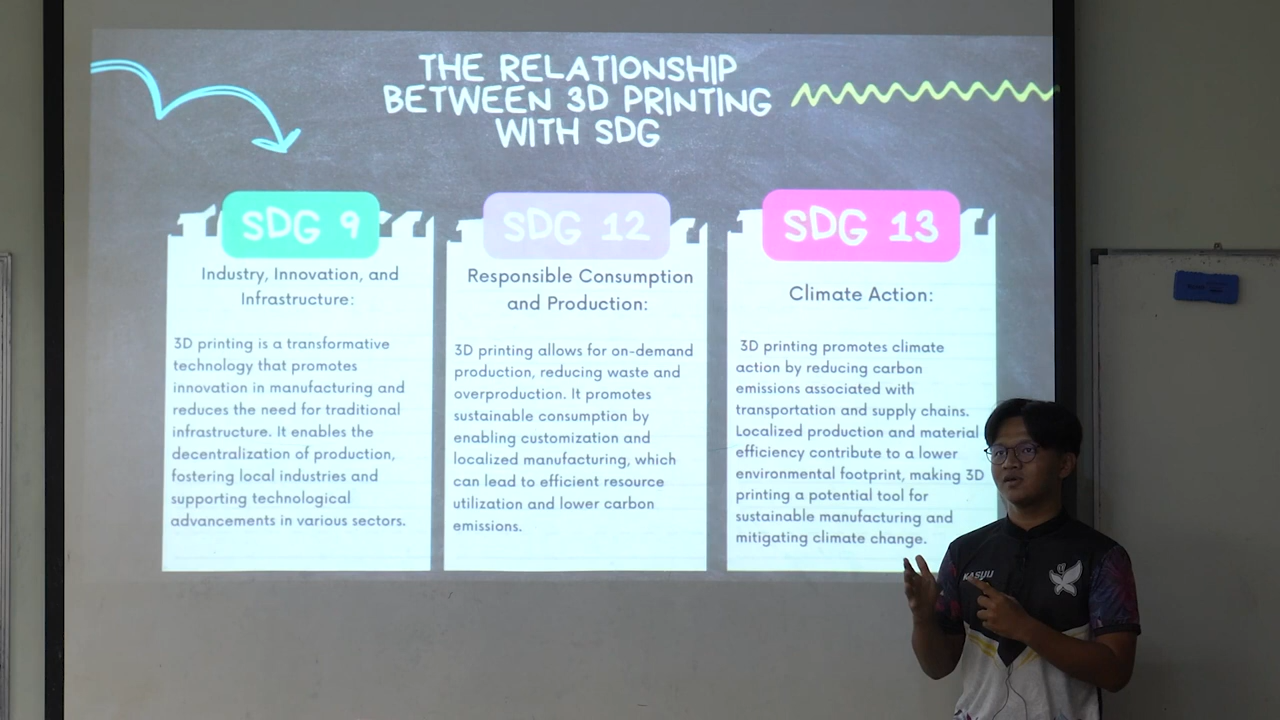 THE RELATIONSHIP
BETWEEN 3D PRINTING
WITH SDG
SDG 9
Industry, Innovation, and
Infrastructure:
3D printing is a transformative
technology that promotes
innovation in manufacturing and
reduces the need for traditional
infrastructure. It enables the
decentralization of production,
fostering local industries and
supporting technological
advancements in various sectors.
SDG 12
Responsible Consumption
and Production:
3D printing allows for on-demand
production, reducing waste and
overproduction. It promotes
sustainable consumption by
enabling customization and
localized manufacturing, which
can lead to efficient resource
utilization and lower carbon
emissions.
SDG 13
Climate Action:
3D printing promotes climate
action by reducing carbon
emissions associated with
transportation and supply chains.
Localized production and material
efficiency contribute to a lower
environmental footprint, making 3D
printing a potential tool for
sustainable manufacturing and
mitigating climate change.
KASUU